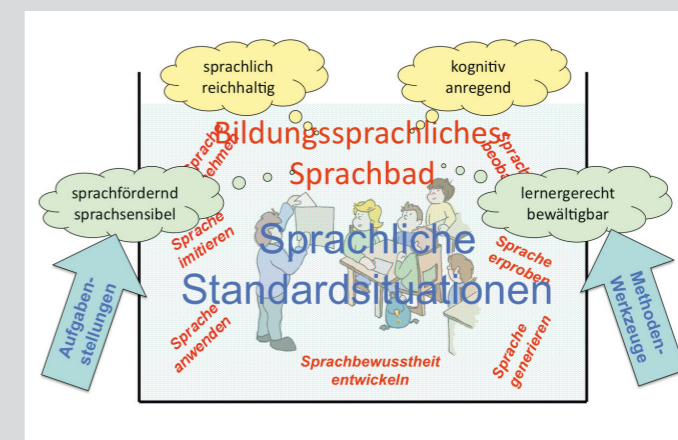 sprachlich
reichhaltig
kognitiv
anregend
Bildungssprachliches
Sprachbad
Sprache
sprachfördernd
sprachsensibel
lernergerecht
bewältigbar
Sprache
imitieren
Sprachliche
Standardsituationen
Sprache
erproben
Aufgaben-
stellungen
Methoden-
Werkzeuge
Sprache
anwenden
Sprachbewusstheit
entwickeln
Sprache
generieren